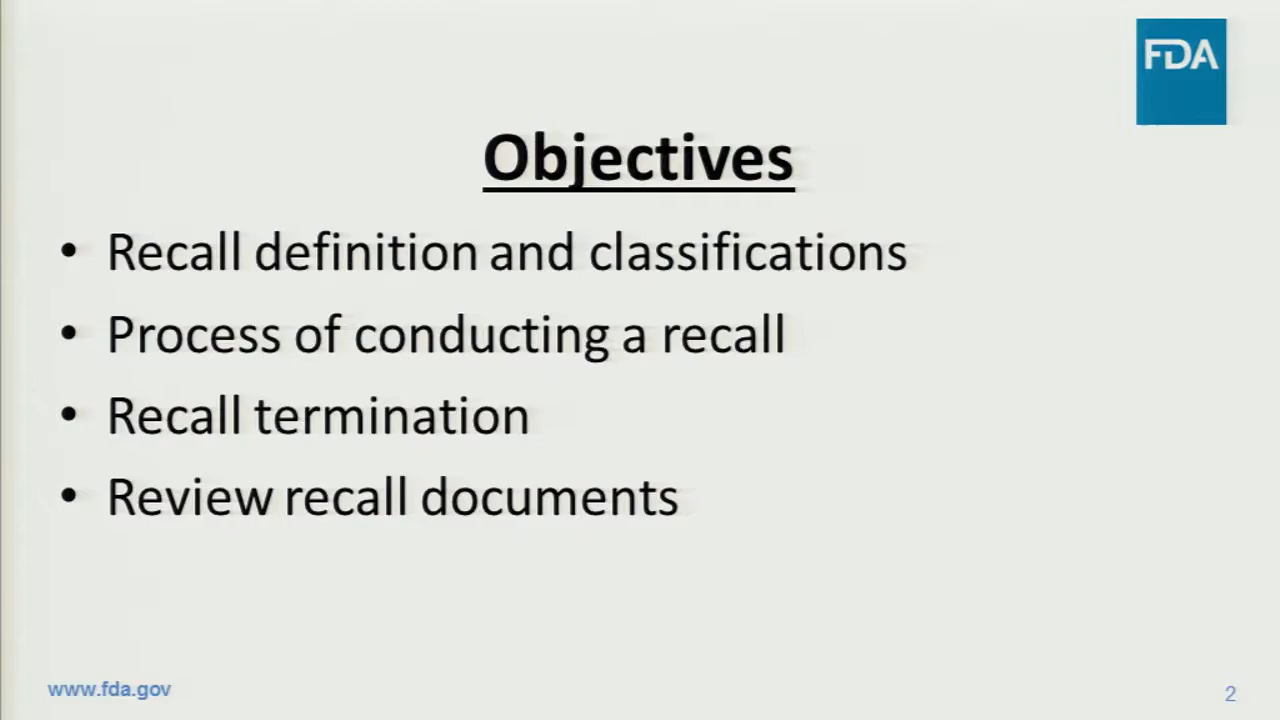 FDA
Objectives
• Recall definition and classifications
• Process of conducting a recall
• Recall termination
• Review recall documents
www.fda.gov
2